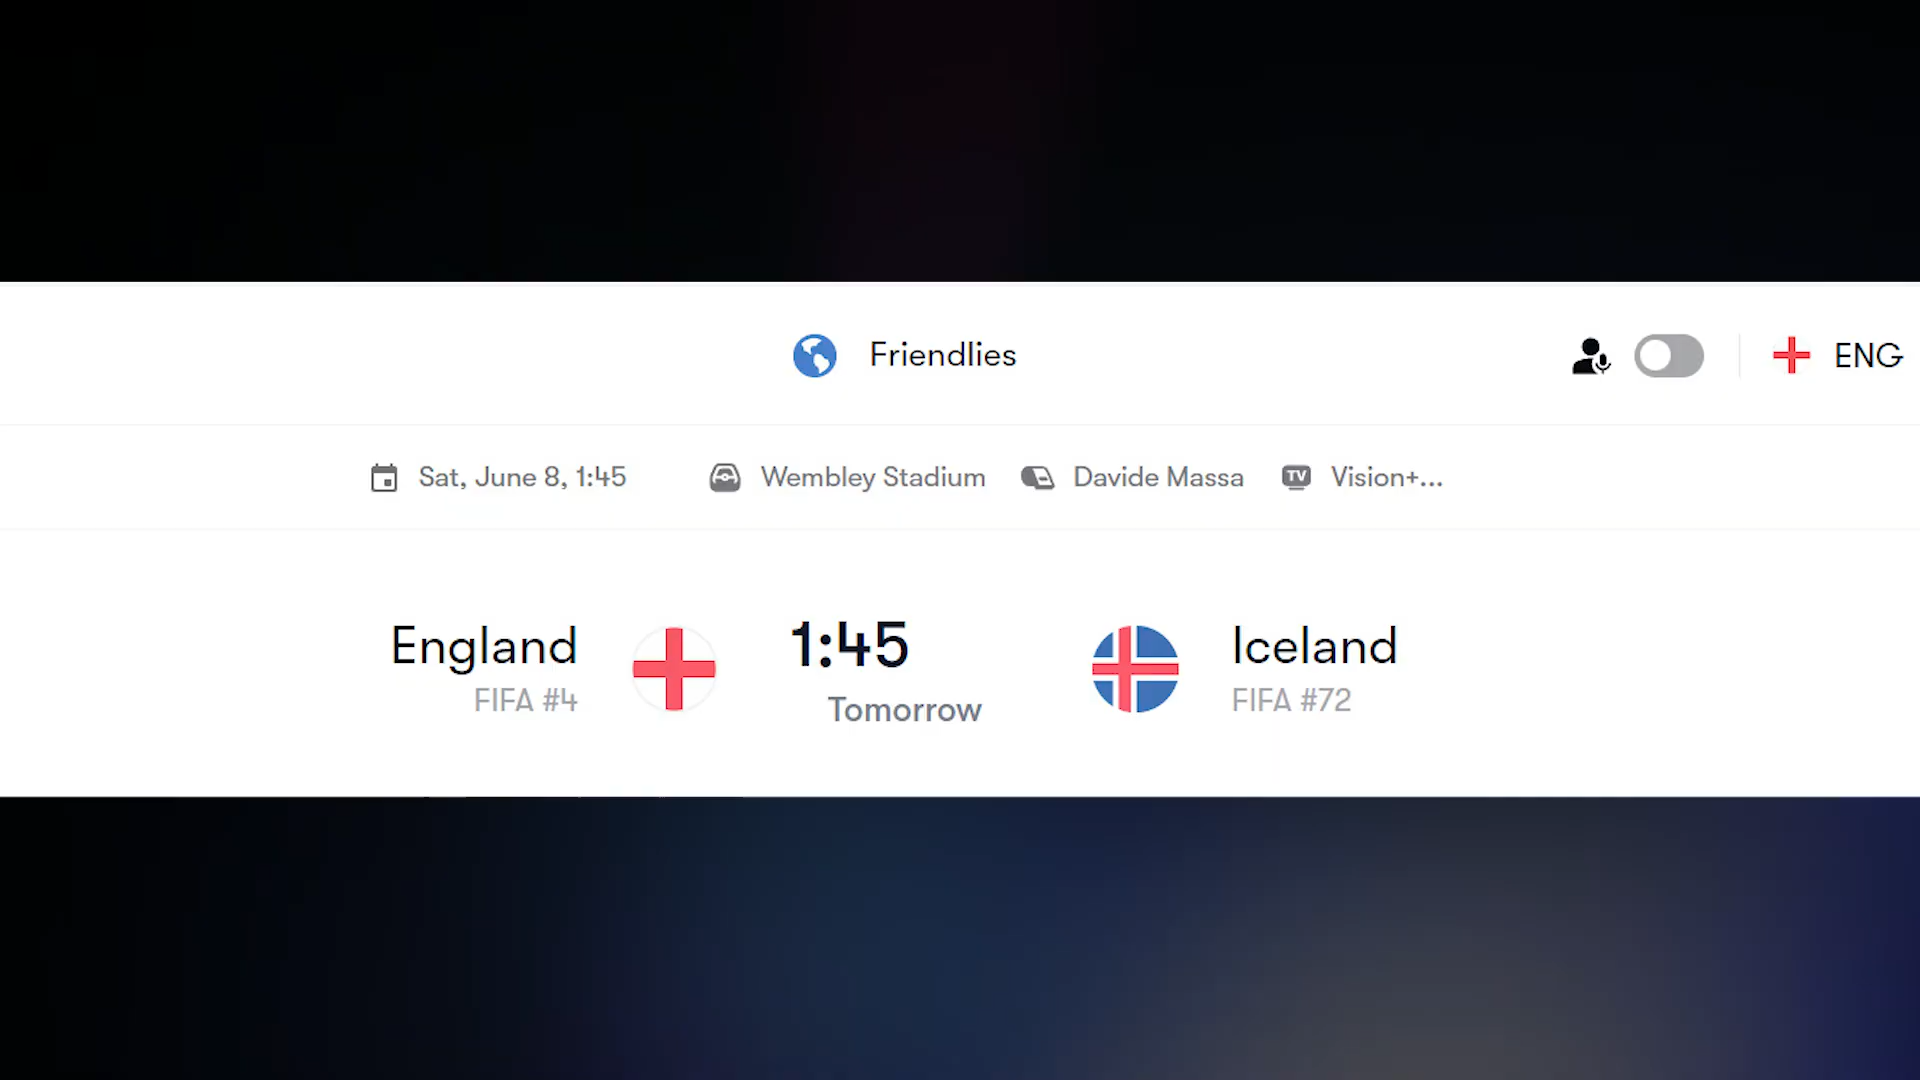 Friendlies
ENG
Sat, June 8, 1:45 Wembley Stadium Davide Massa TV Vision+...
England 1:45 Iceland
FIFA #4 Tomorrow FIFA #72